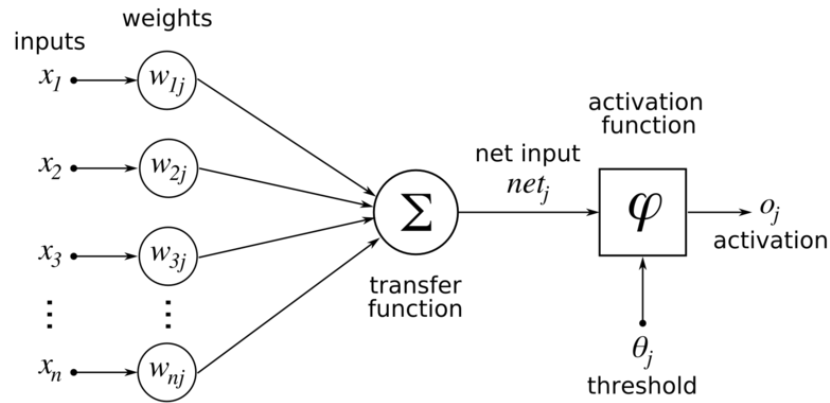 weights
inputs
x1 w1j
x2 w2j
x3 w3j
⋮ ⋮
xn wnj
Σ
transfer
function
net input
netj
activation
function
φ
oj
activation
θj
threshold